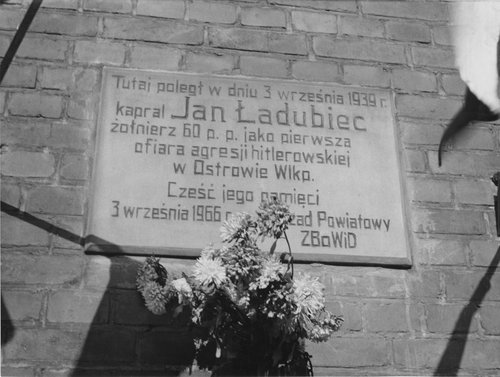 Tutaj poległ w dniu 3 września 1939 r.
kapral Jan Ładubiec
żołnierz 60 p. p. jako pierwsza
ofiara agresji hitlerowskiej
w Ostrowie Wlkp.
Cześć jego pamięci
3 września 1966 r. Powiatowy
ZBoWiD